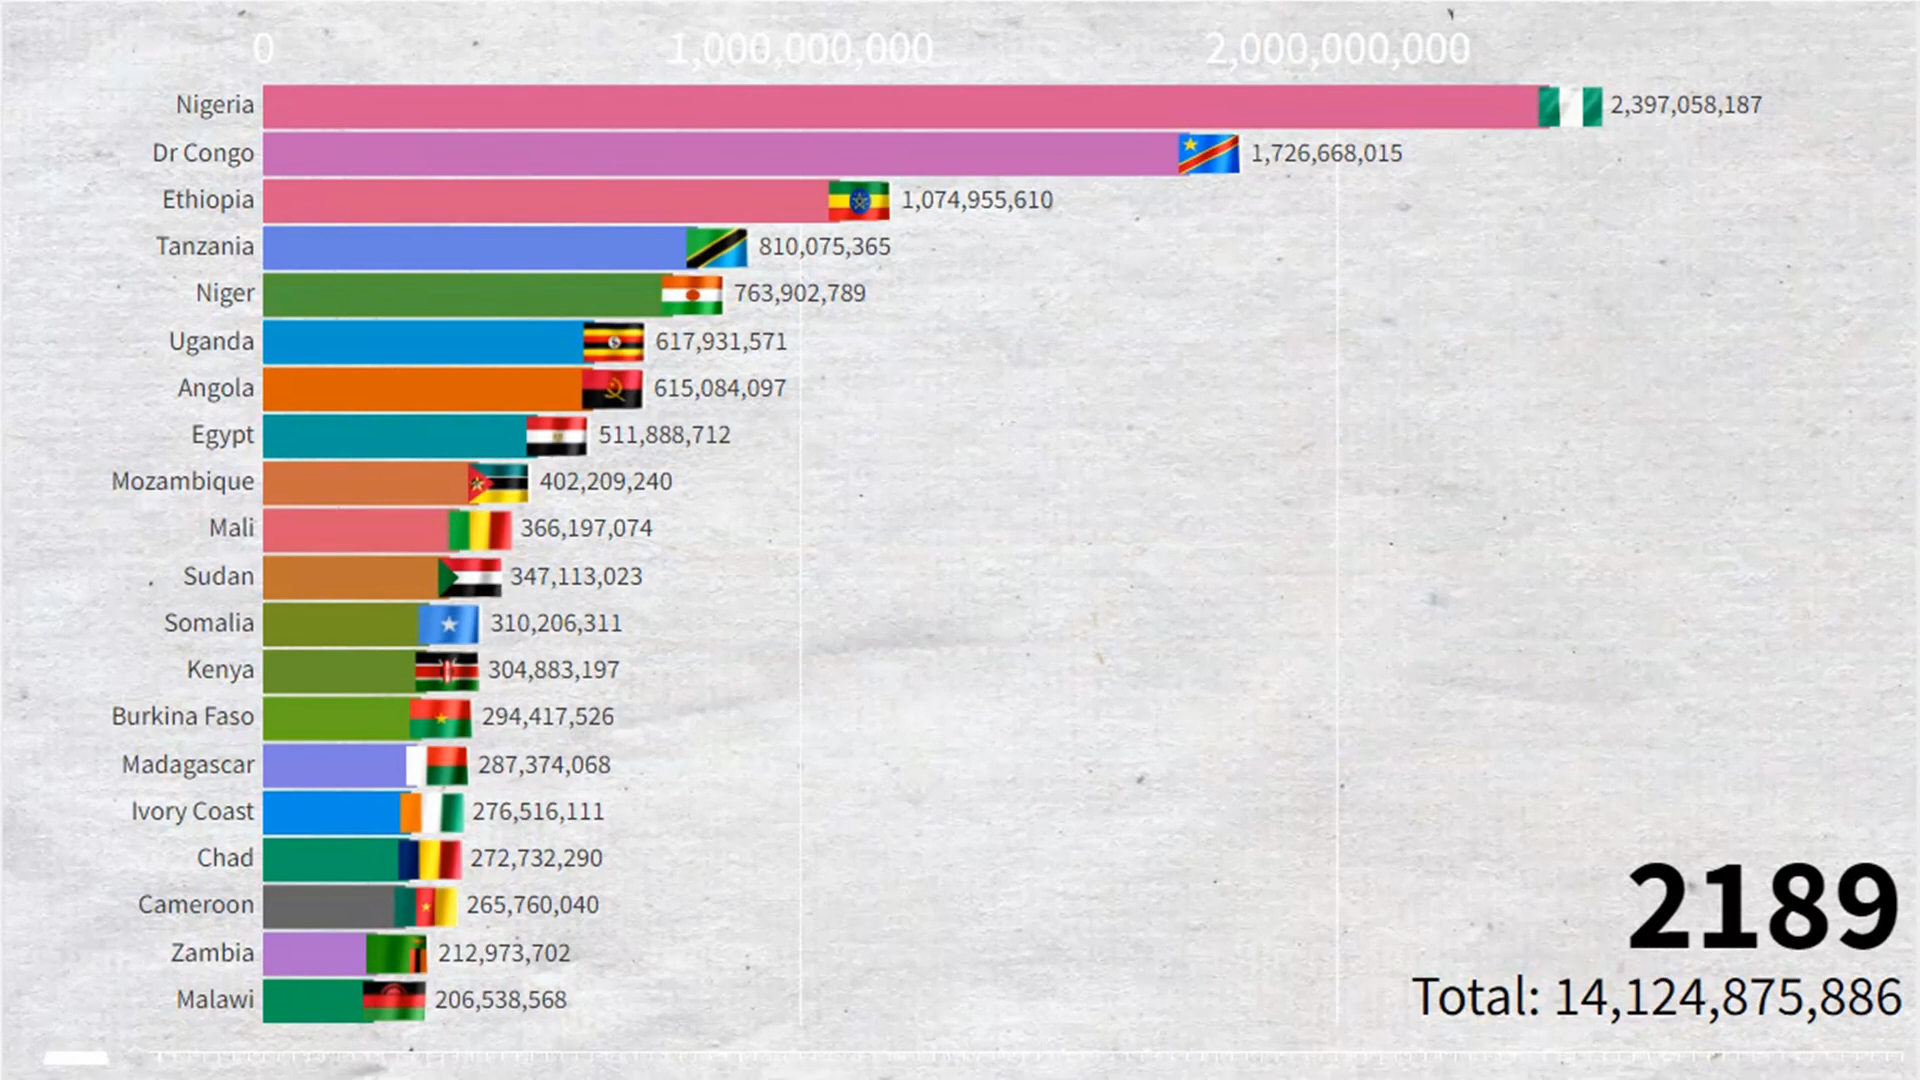 0 1,000,000,000 2,000,000,000
Nigeria 2,397,058,187
Dr Congo 1,726,668,015
Ethiopia 1,074,955,610
Tanzania 810,075,365
Niger 763,902,789
Uganda 617,931,571
Angola 615,084,097
Egypt 511,888,712
Mozambique 402,209,240
Mali 366,197,074
Sudan 347,113,023
Somalia 310,206,311
Kenya 304,883,197
Burkina Faso 294,417,526
Madagascar 287,374,068
Ivory Coast 276,516,111
Chad 272,732,290
Cameroon 265,760,040
Zambia 212,973,702
Malawi 206,538,568
2189
Total: 14,124,875,886